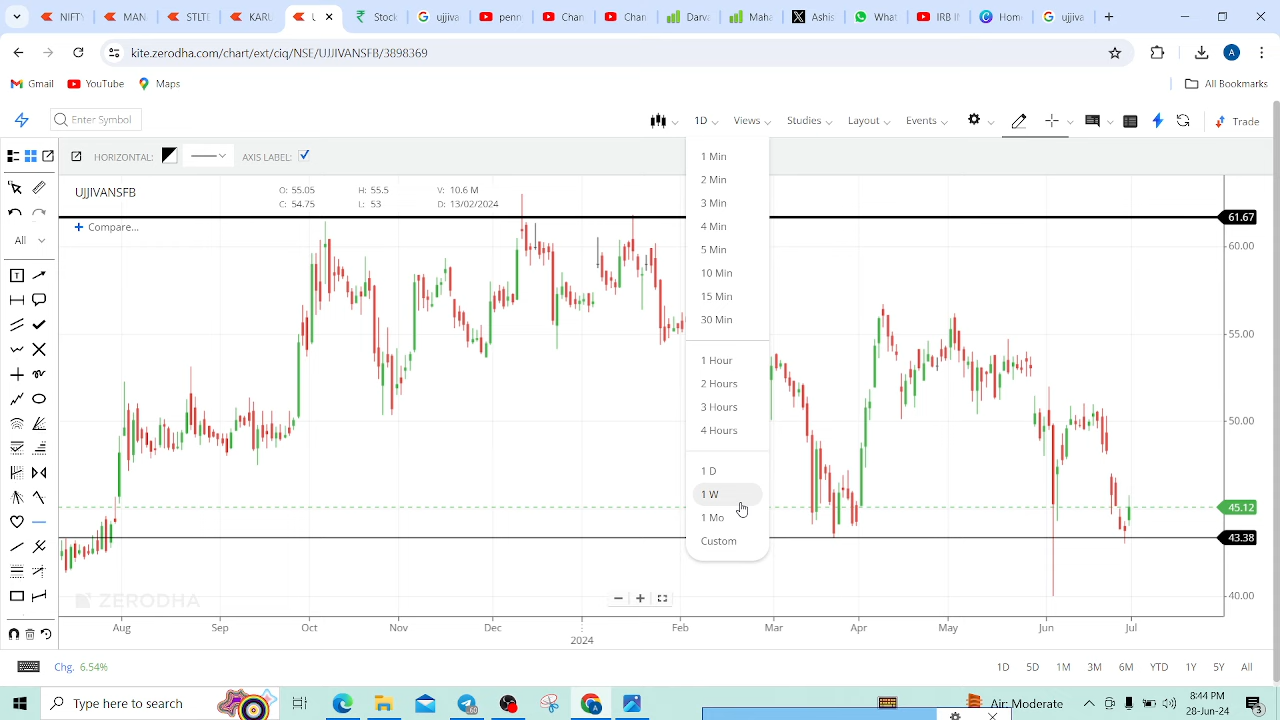 KARU
MAN
STLT
KARU
Stock
ujjiva
penn
Chan
Chan
Dano
Maha
Ashis
What
IRB II
Hom
ujjiva
kite.zerodha.com/chart/ext/ciq/NSE/UJJIVANSFB/3898369
Gmail YouTube Maps All Bookmarks
Enter Symbol 1D Views Studies Layout Events Trade
HORIZONTAL: AXIS LABEL:
UJJIVANSFB O: 55.05 H: 55.5 V: 10.6 M
C: 54.75 L: 53 D: 13/02/2024
Compare...
All
1 Min
2 Min
3 Min
4 Min
5 Min
10 Min
15 Min
30 Min
1 Hour
2 Hours
3 Hours
4 Hours
1 D
1 W
1 Mo
Custom
61.67
60.00
55.00
50.00
45.12
43.38
40.00
ZERODHA
Aug Sep Oct Nov Dec 2024 Feb Mar Apr May Jun Jul
Chg. 6.54% 1D 5D 1M 3M 6M YTD 1Y 5Y All
Type here to search
Air Moderate
8:44 PM
28-Jun-24
3